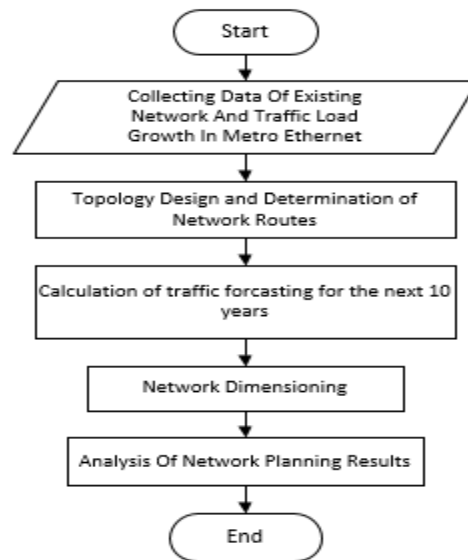 Start
Collecting Data Of Existing
Network And Traffic Load
Growth In Metro Ethernet
Topology Design and Determination of
Network Routes
Calculation of traffic forcasting for the next 10
years
Network Dimensioning
Analysis Of Network Planning Results
End